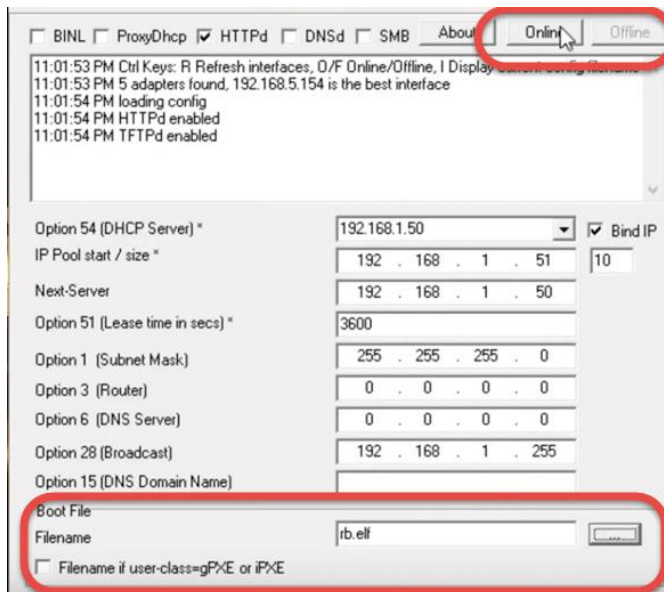 BINL ProxyDhcp HTTPd DNSd SMB About Online Offline
11:01:53 PM Ctrl Keys: R Refresh interfaces, O/F Online/Offline, I Display current config filename
11:01:53 PM 5 adapters found, 192.168.5.154 is the best interface
11:01:54 PM loading config
11:01:54 PM HTTPd enabled
11:01:54 PM TFTPd enabled
Option 54 (DHCP Server) * 192.168.1.50 Bind IP
IP Pool start / size * 192 . 168 . 1 . 51 10
Next-Server 192 . 168 . 1 . 50
Option 51 (Lease time in secs) * 3600
Option 1 (Subnet Mask) 255 . 255 . 255 . 0
Option 3 (Router) 0 . 0 . 0 . 0
Option 6 (DNS Server) 0 . 0 . 0 . 0
Option 28 (Broadcast) 192 . 168 . 1 . 255
Option 15 (DNS Domain Name)
Boot File
Filename rb.elf ...
Filename if user-class=gPXE or iPXE